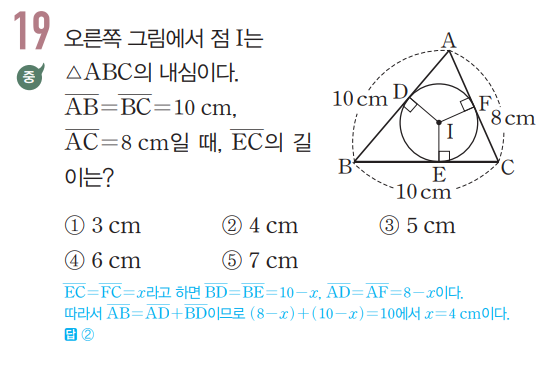 19
중
오른쪽 그림에서 점 I는
△ABC의 내심이다.
AB=BC=10 cm,
AC=8 cm일 때, EC의 길
이는?
A
D
F
10 cm
8 cm
I
B
E
C
10 cm
① 3 cm ② 4 cm ③ 5 cm
④ 6 cm ⑤ 7 cm
EC=FC=x라고 하면 BD=BE=10-x, AD=AF=8-x이다.
따라서 AB=AD+BD이므로 (8-x)+(10-x)=10에서 x=4 cm이다.
답 ②